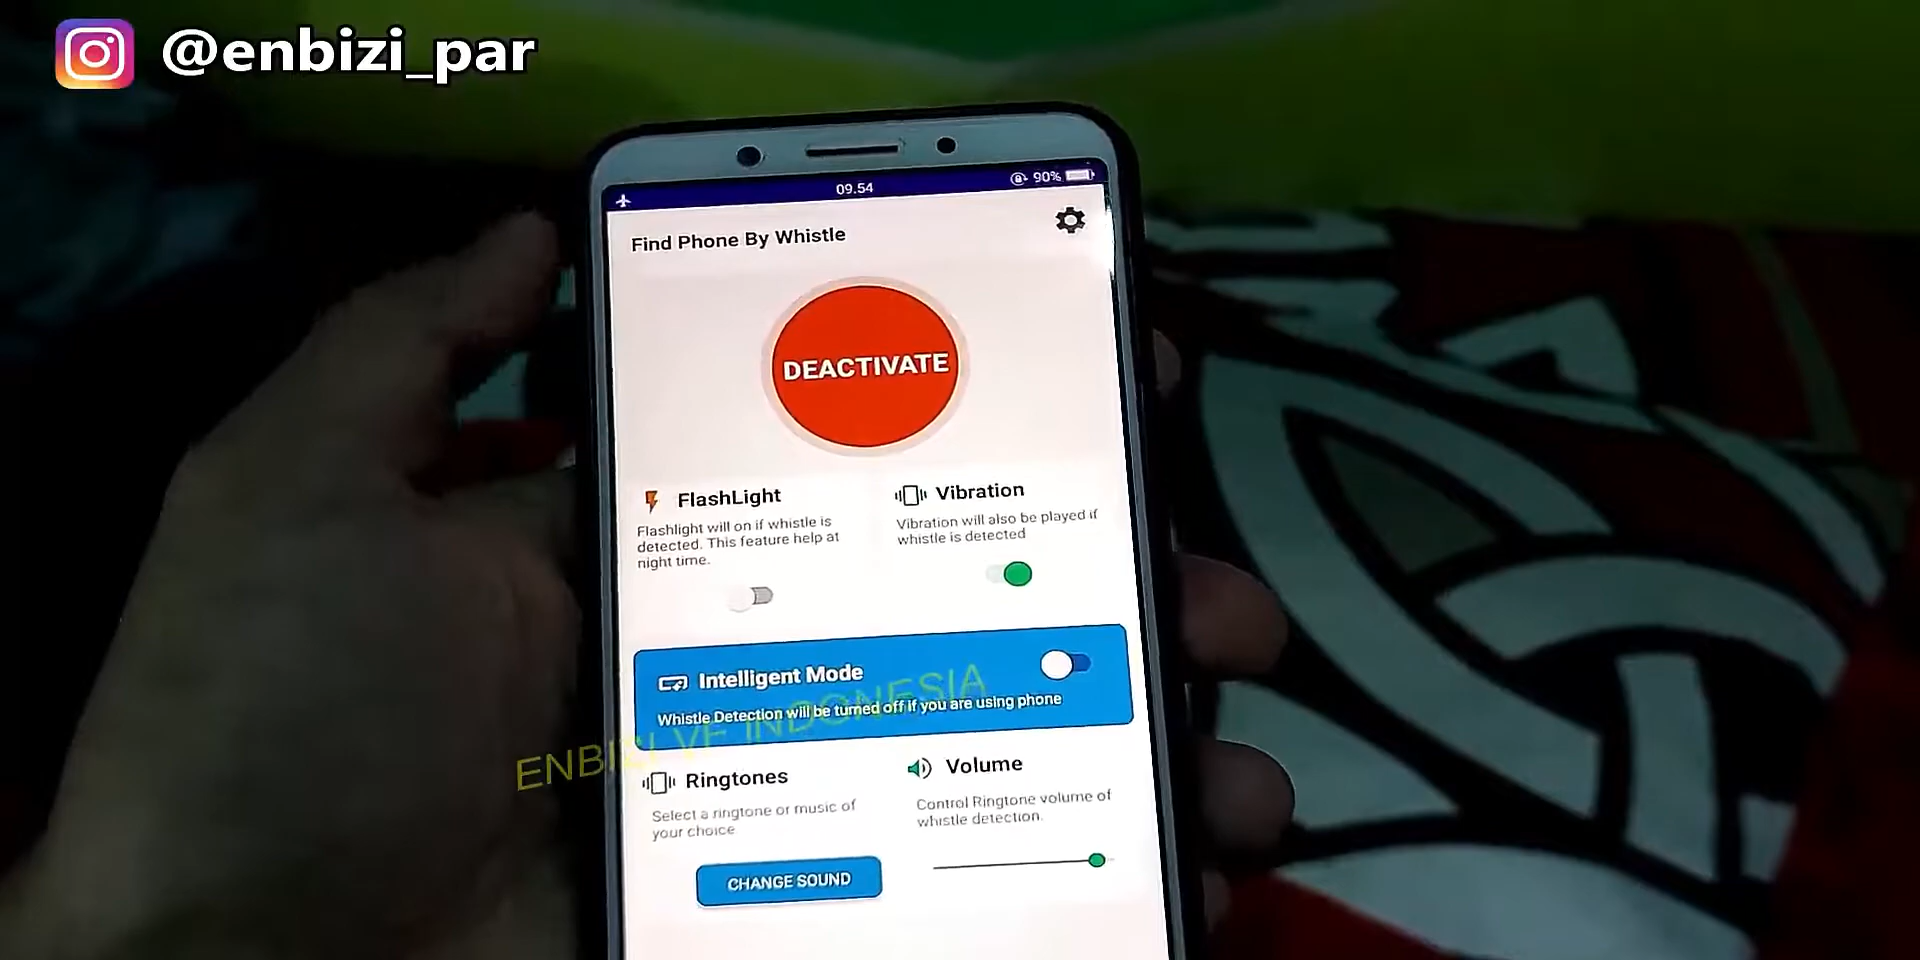 @enbizi_par
09.54
90%
Find Phone By Whistle
DEACTIVATE
FlashLight
Flashlight will on if whistle is
detected. This feature help at
night time.
Vibration
Vibration will also be played if
whistle is detected
Intelligent Mode
Whistle Detection will be turned off if you are using phone
ENBIZI VF INDONESIA
Ringtones
Select a ringtone or music of
your choice
Volume
Control Ringtone volume of
whistle detection.
CHANGE SOUND